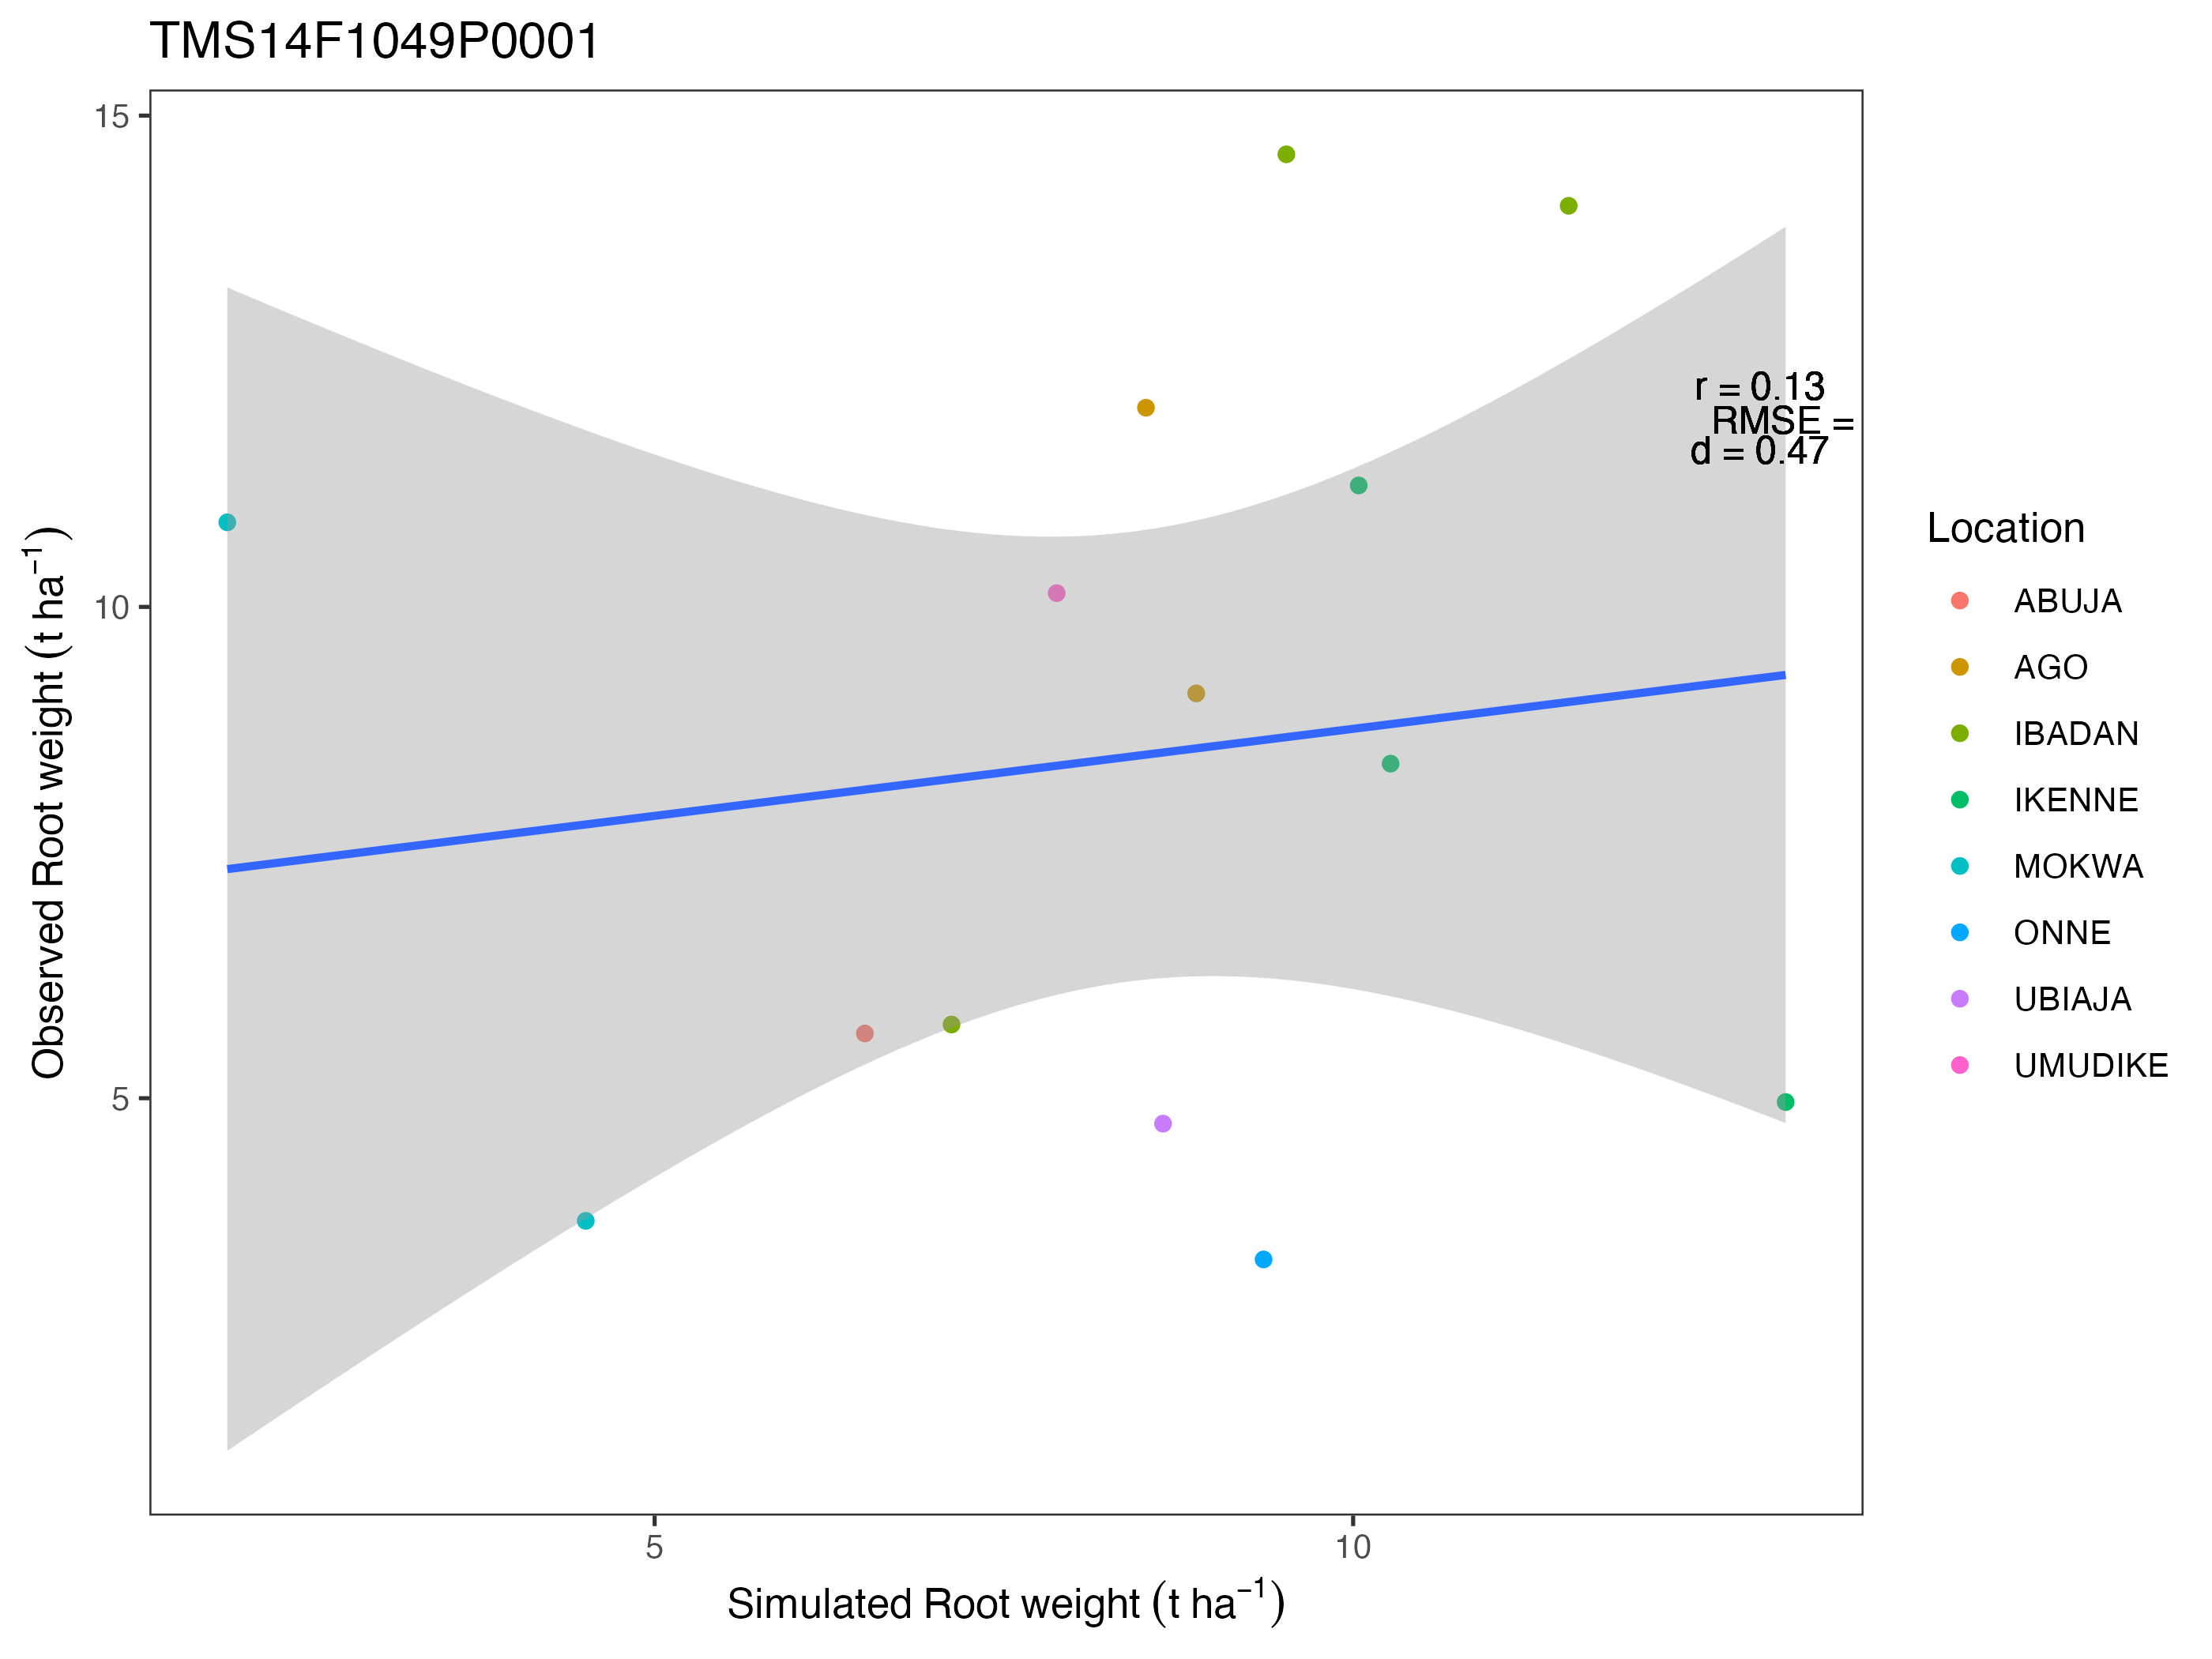 TMS14F1049P0001
15
10
5
Observed Root weight (t ha⁻¹)
r = 0.13
RMSE =
d = 0.47
5
10
Simulated Root weight (t ha⁻¹)
Location
ABUJA
AGO
IBADAN
IKENNE
MOKWA
ONNE
UBIAJA
UMUDIKE